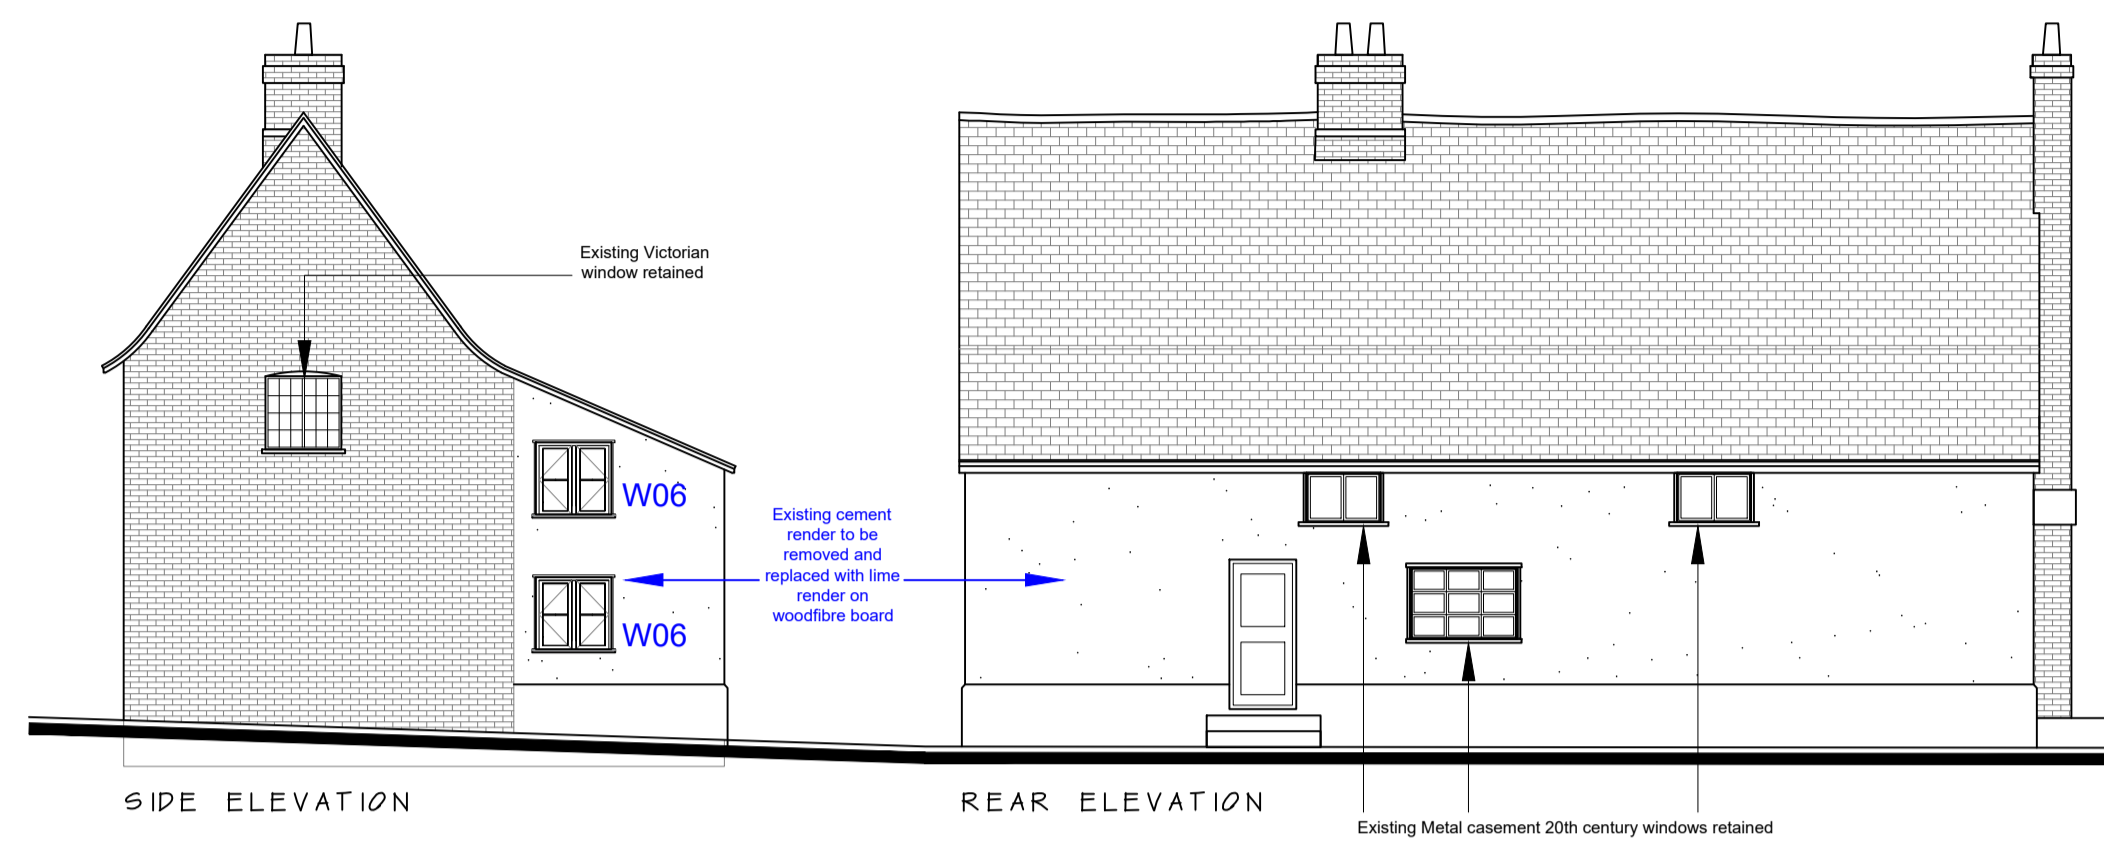 Existing Victorian
window retained
W06
W06
Existing cement
render to be
removed and
replaced with lime
render on
woodfibre board
SIDE ELEVATION
REAR ELEVATION
Existing Metal casement 20th century windows retained